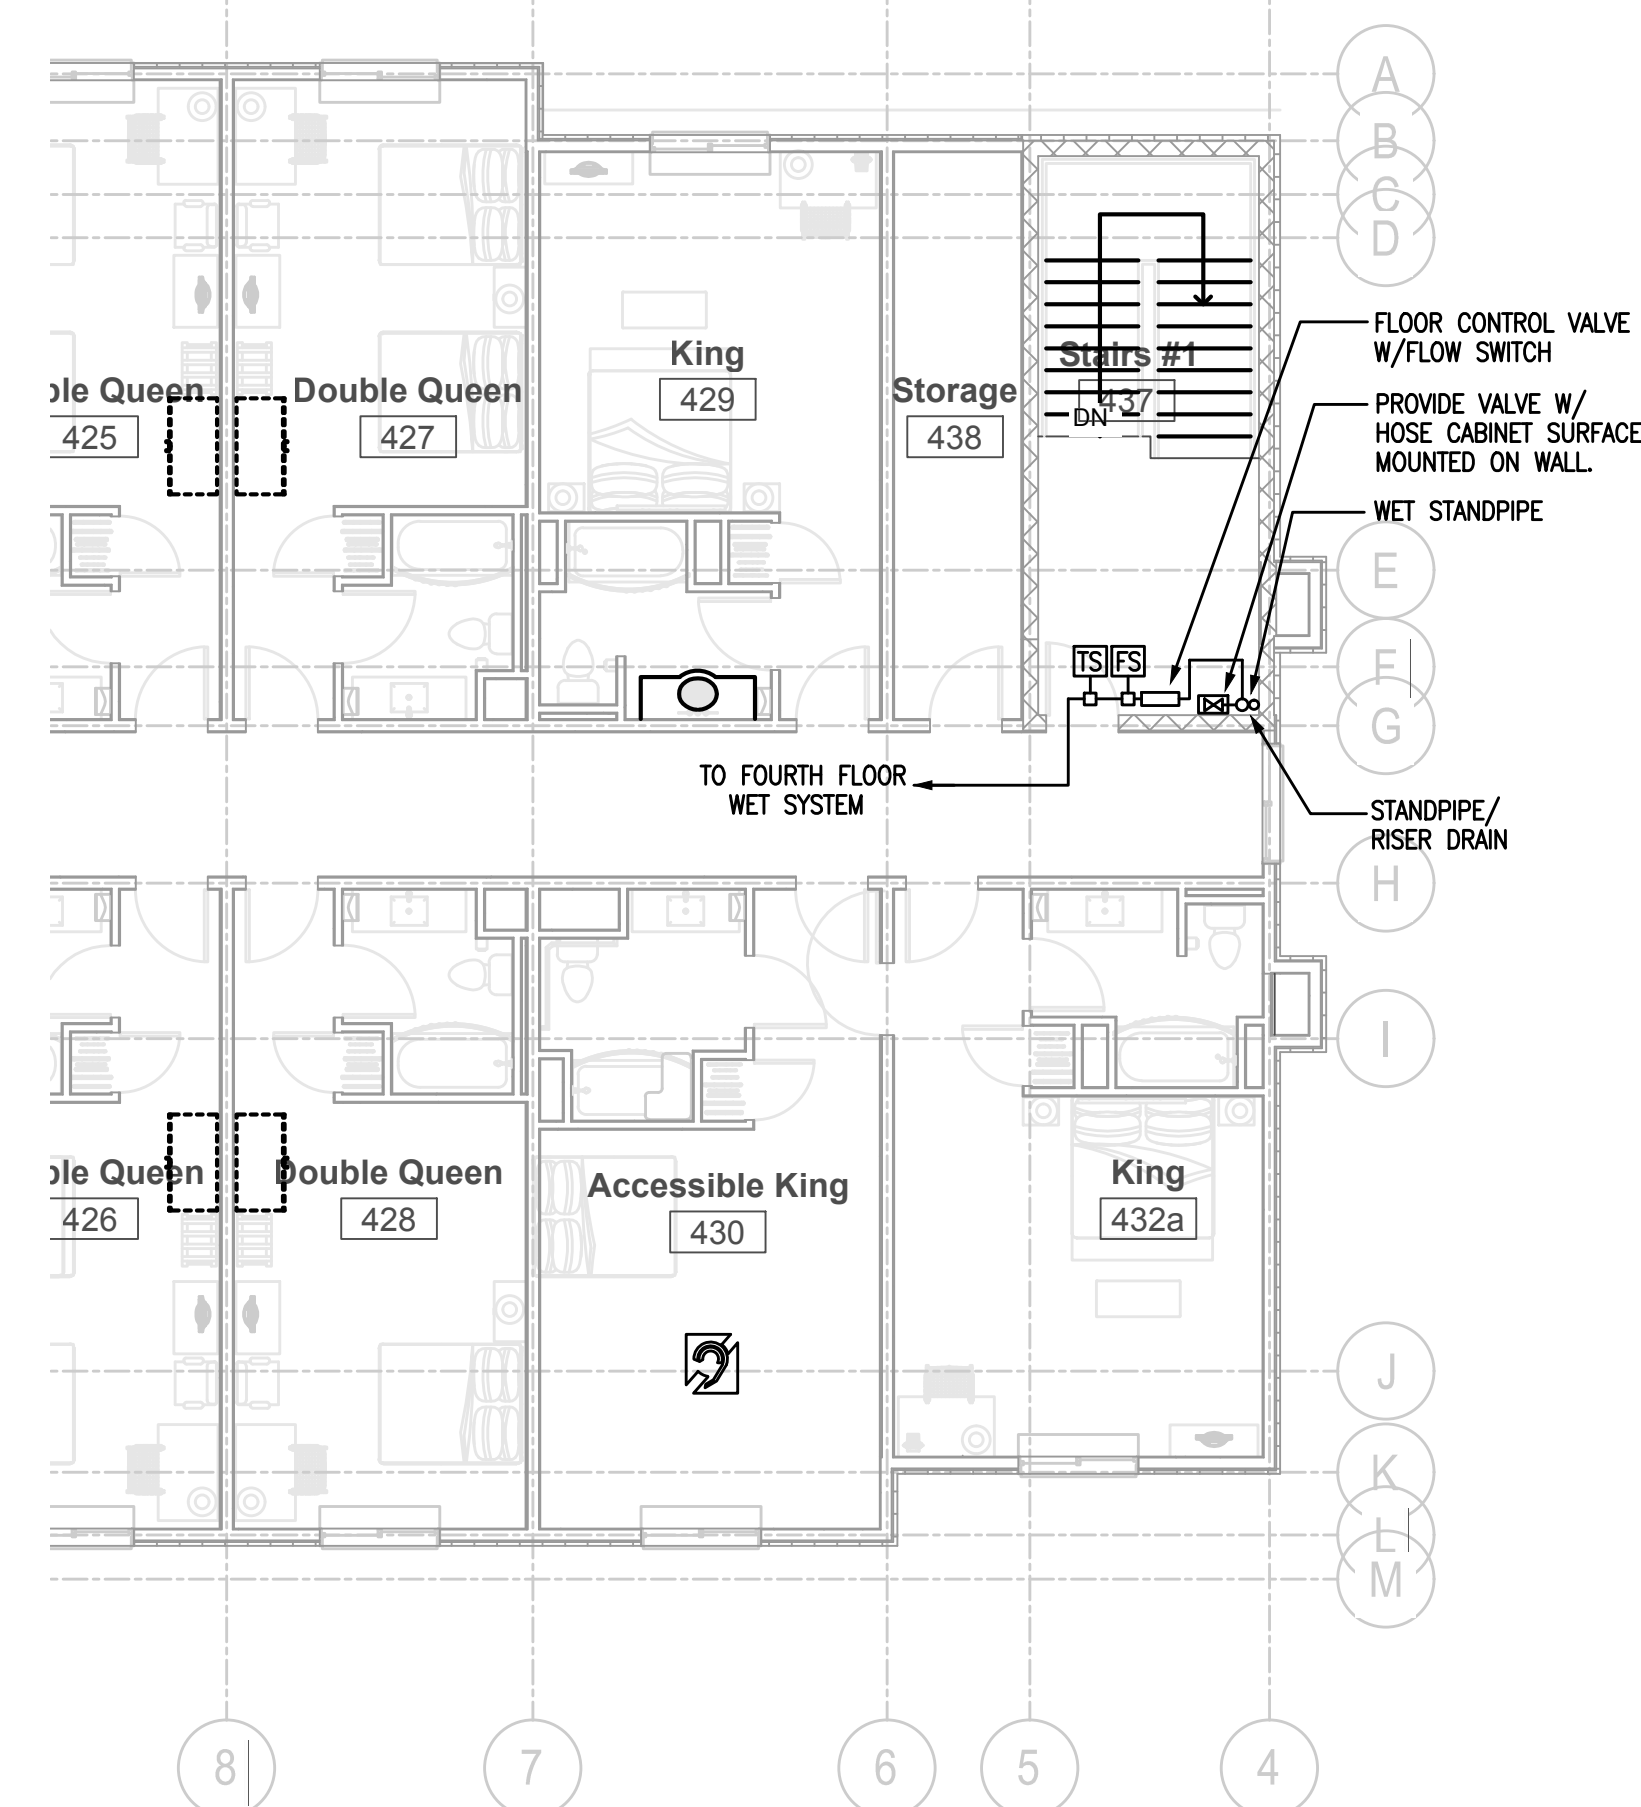 A
B
C
D
FLOOR CONTROL VALVE
W/FLOW SWITCH
King
429
Stairs #1
437
DN
ble Queen
425
Double Queen
427
Storage
438
PROVIDE VALVE W/
HOSE CABINET SURFACE
MOUNTED ON WALL.
WET STANDPIPE
E
TS FS
F
G
TO FOURTH FLOOR
WET SYSTEM
STANDPIPE/
RISER DRAIN
H
I
ble Queen
426
Double Queen
428
Accessible King
430
King
432a
J
K
L
M
8
7
6
5
4